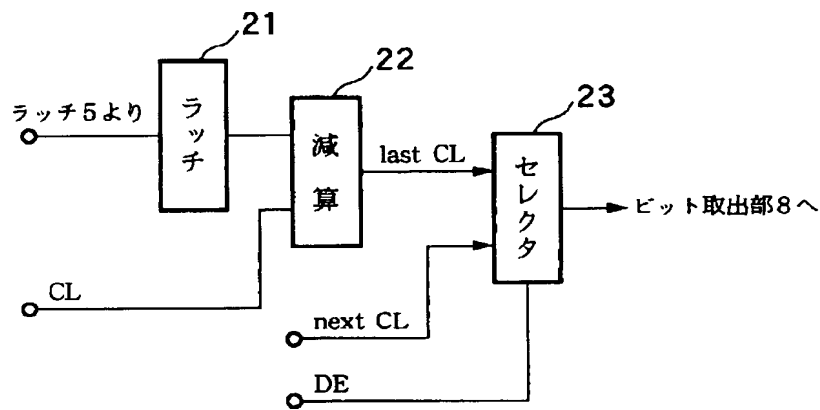 21
22
23
ラッチ5より
ラッチ
減算
last CL
セレクタ
ビット取出部8へ
CL
next CL
DE